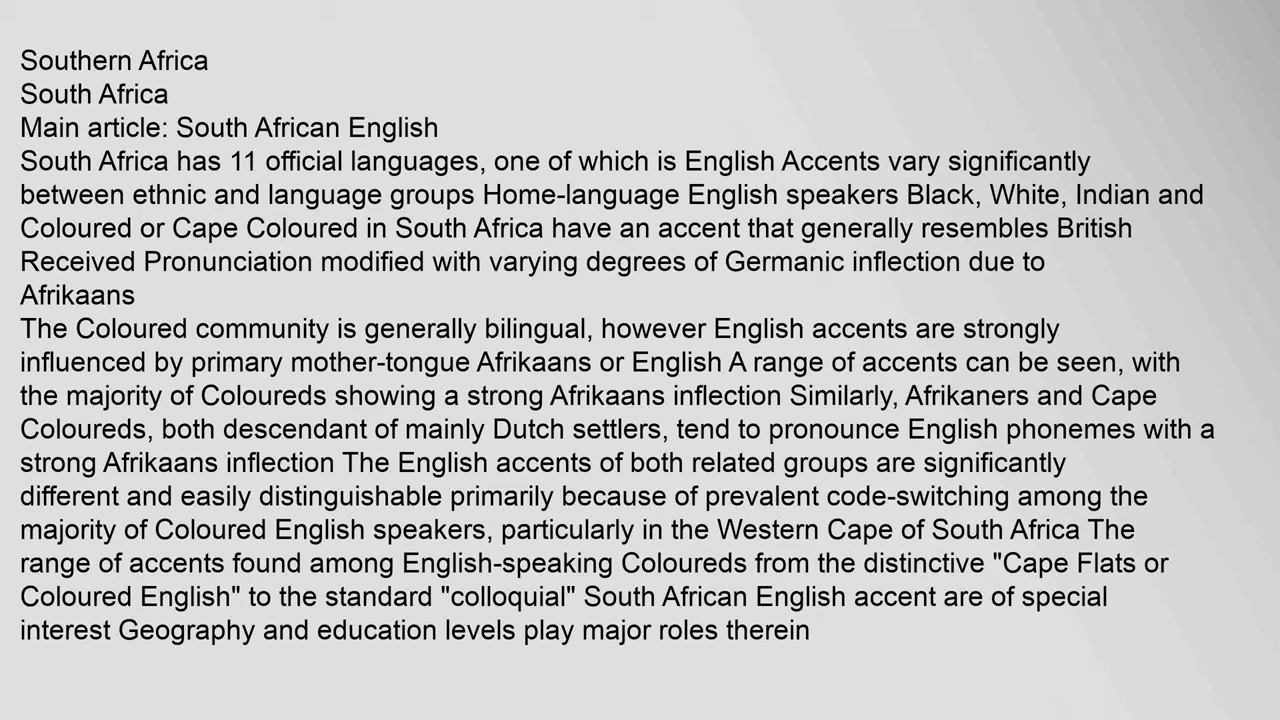 Southern Africa
South Africa
Main article: South African English
South Africa has 11 official languages, one of which is English Accents vary significantly
between ethnic and language groups Home-language English speakers Black, White, Indian and
Coloured or Cape Coloured in South Africa have an accent that generally resembles British
Received Pronunciation modified with varying degrees of Germanic inflection due to
Afrikaans
The Coloured community is generally bilingual, however English accents are strongly
influenced by primary mother-tongue Afrikaans or English A range of accents can be seen, with
the majority of Coloureds showing a strong Afrikaans inflection Similarly, Afrikaners and Cape
Coloureds, both descendant of mainly Dutch settlers, tend to pronounce English phonemes with a
strong Afrikaans inflection The English accents of both related groups are significantly
different and easily distinguishable primarily because of prevalent code-switching among the
majority of Coloured English speakers, particularly in the Western Cape of South Africa The
range of accents found among English-speaking Coloureds from the distinctive "Cape Flats or
Coloured English" to the standard "colloquial" South African English accent are of special
interest Geography and education levels play major roles therein